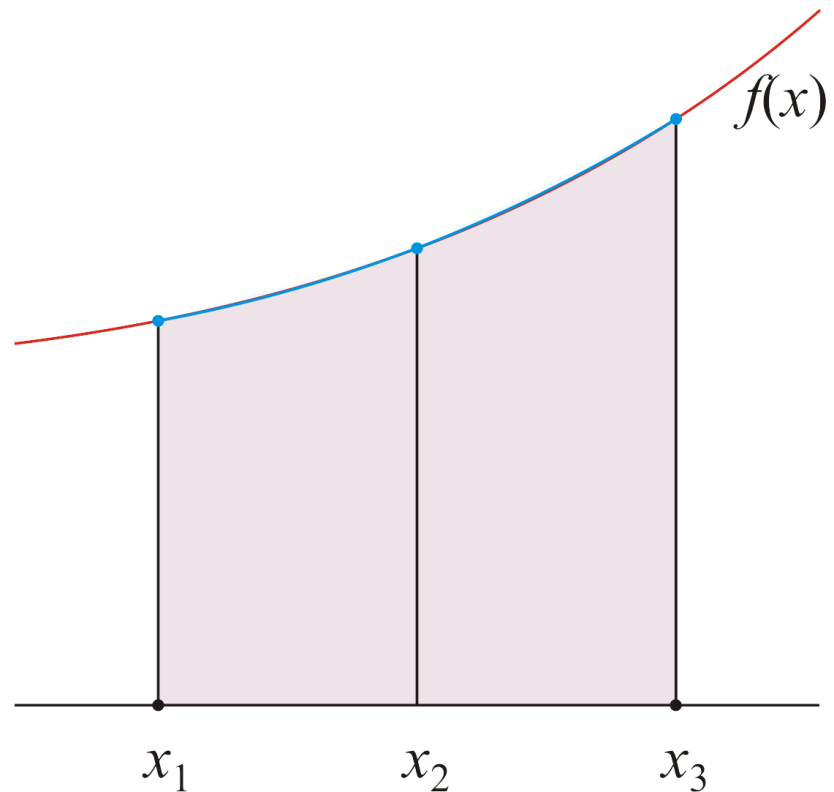 f(x)
x₁ x₂ x₃